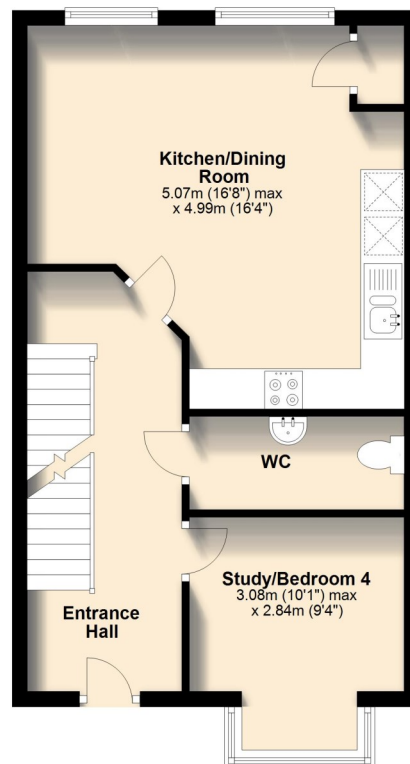 Kitchen/Dining
Room
5.07m (16'8") max
x 4.99m (16'4")
WC
Study/Bedroom 4
3.08m (10'1") max
x 2.84m (9'4")
Entrance
Hall